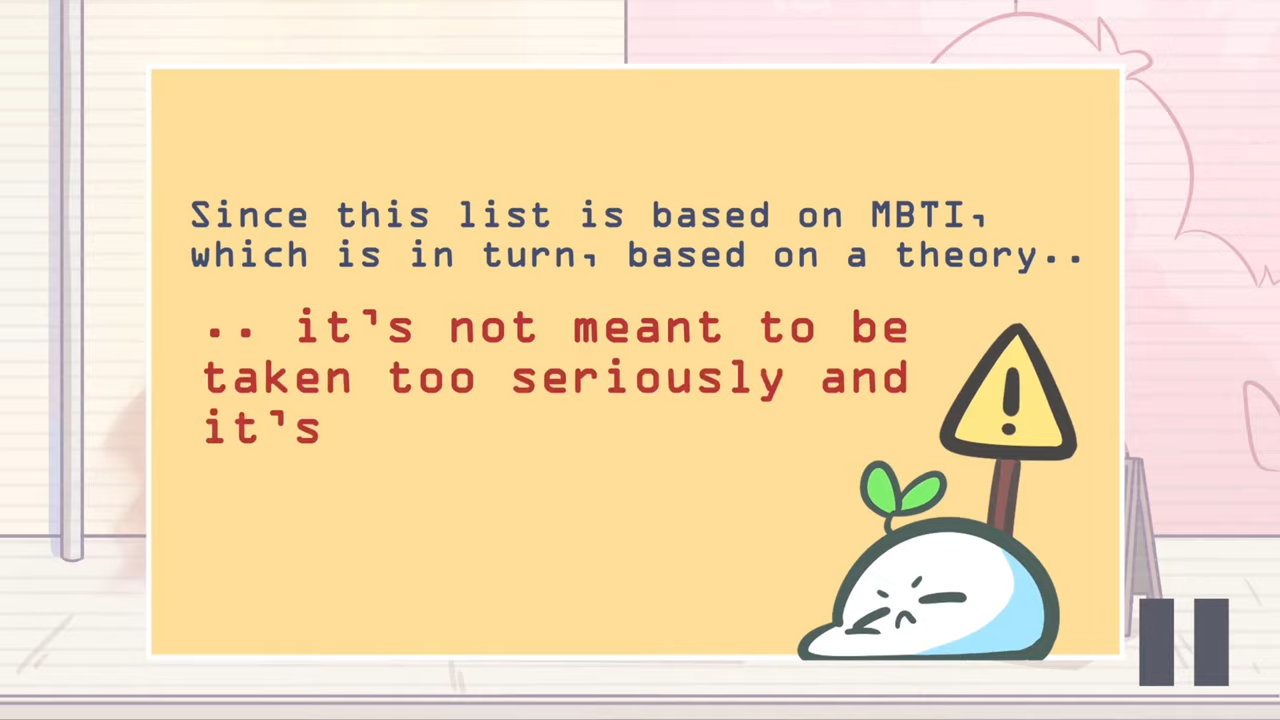 Since this list is based on MBTI,
which is in turn, based on a theory..
.. it's not meant to be
taken too seriously and
it's